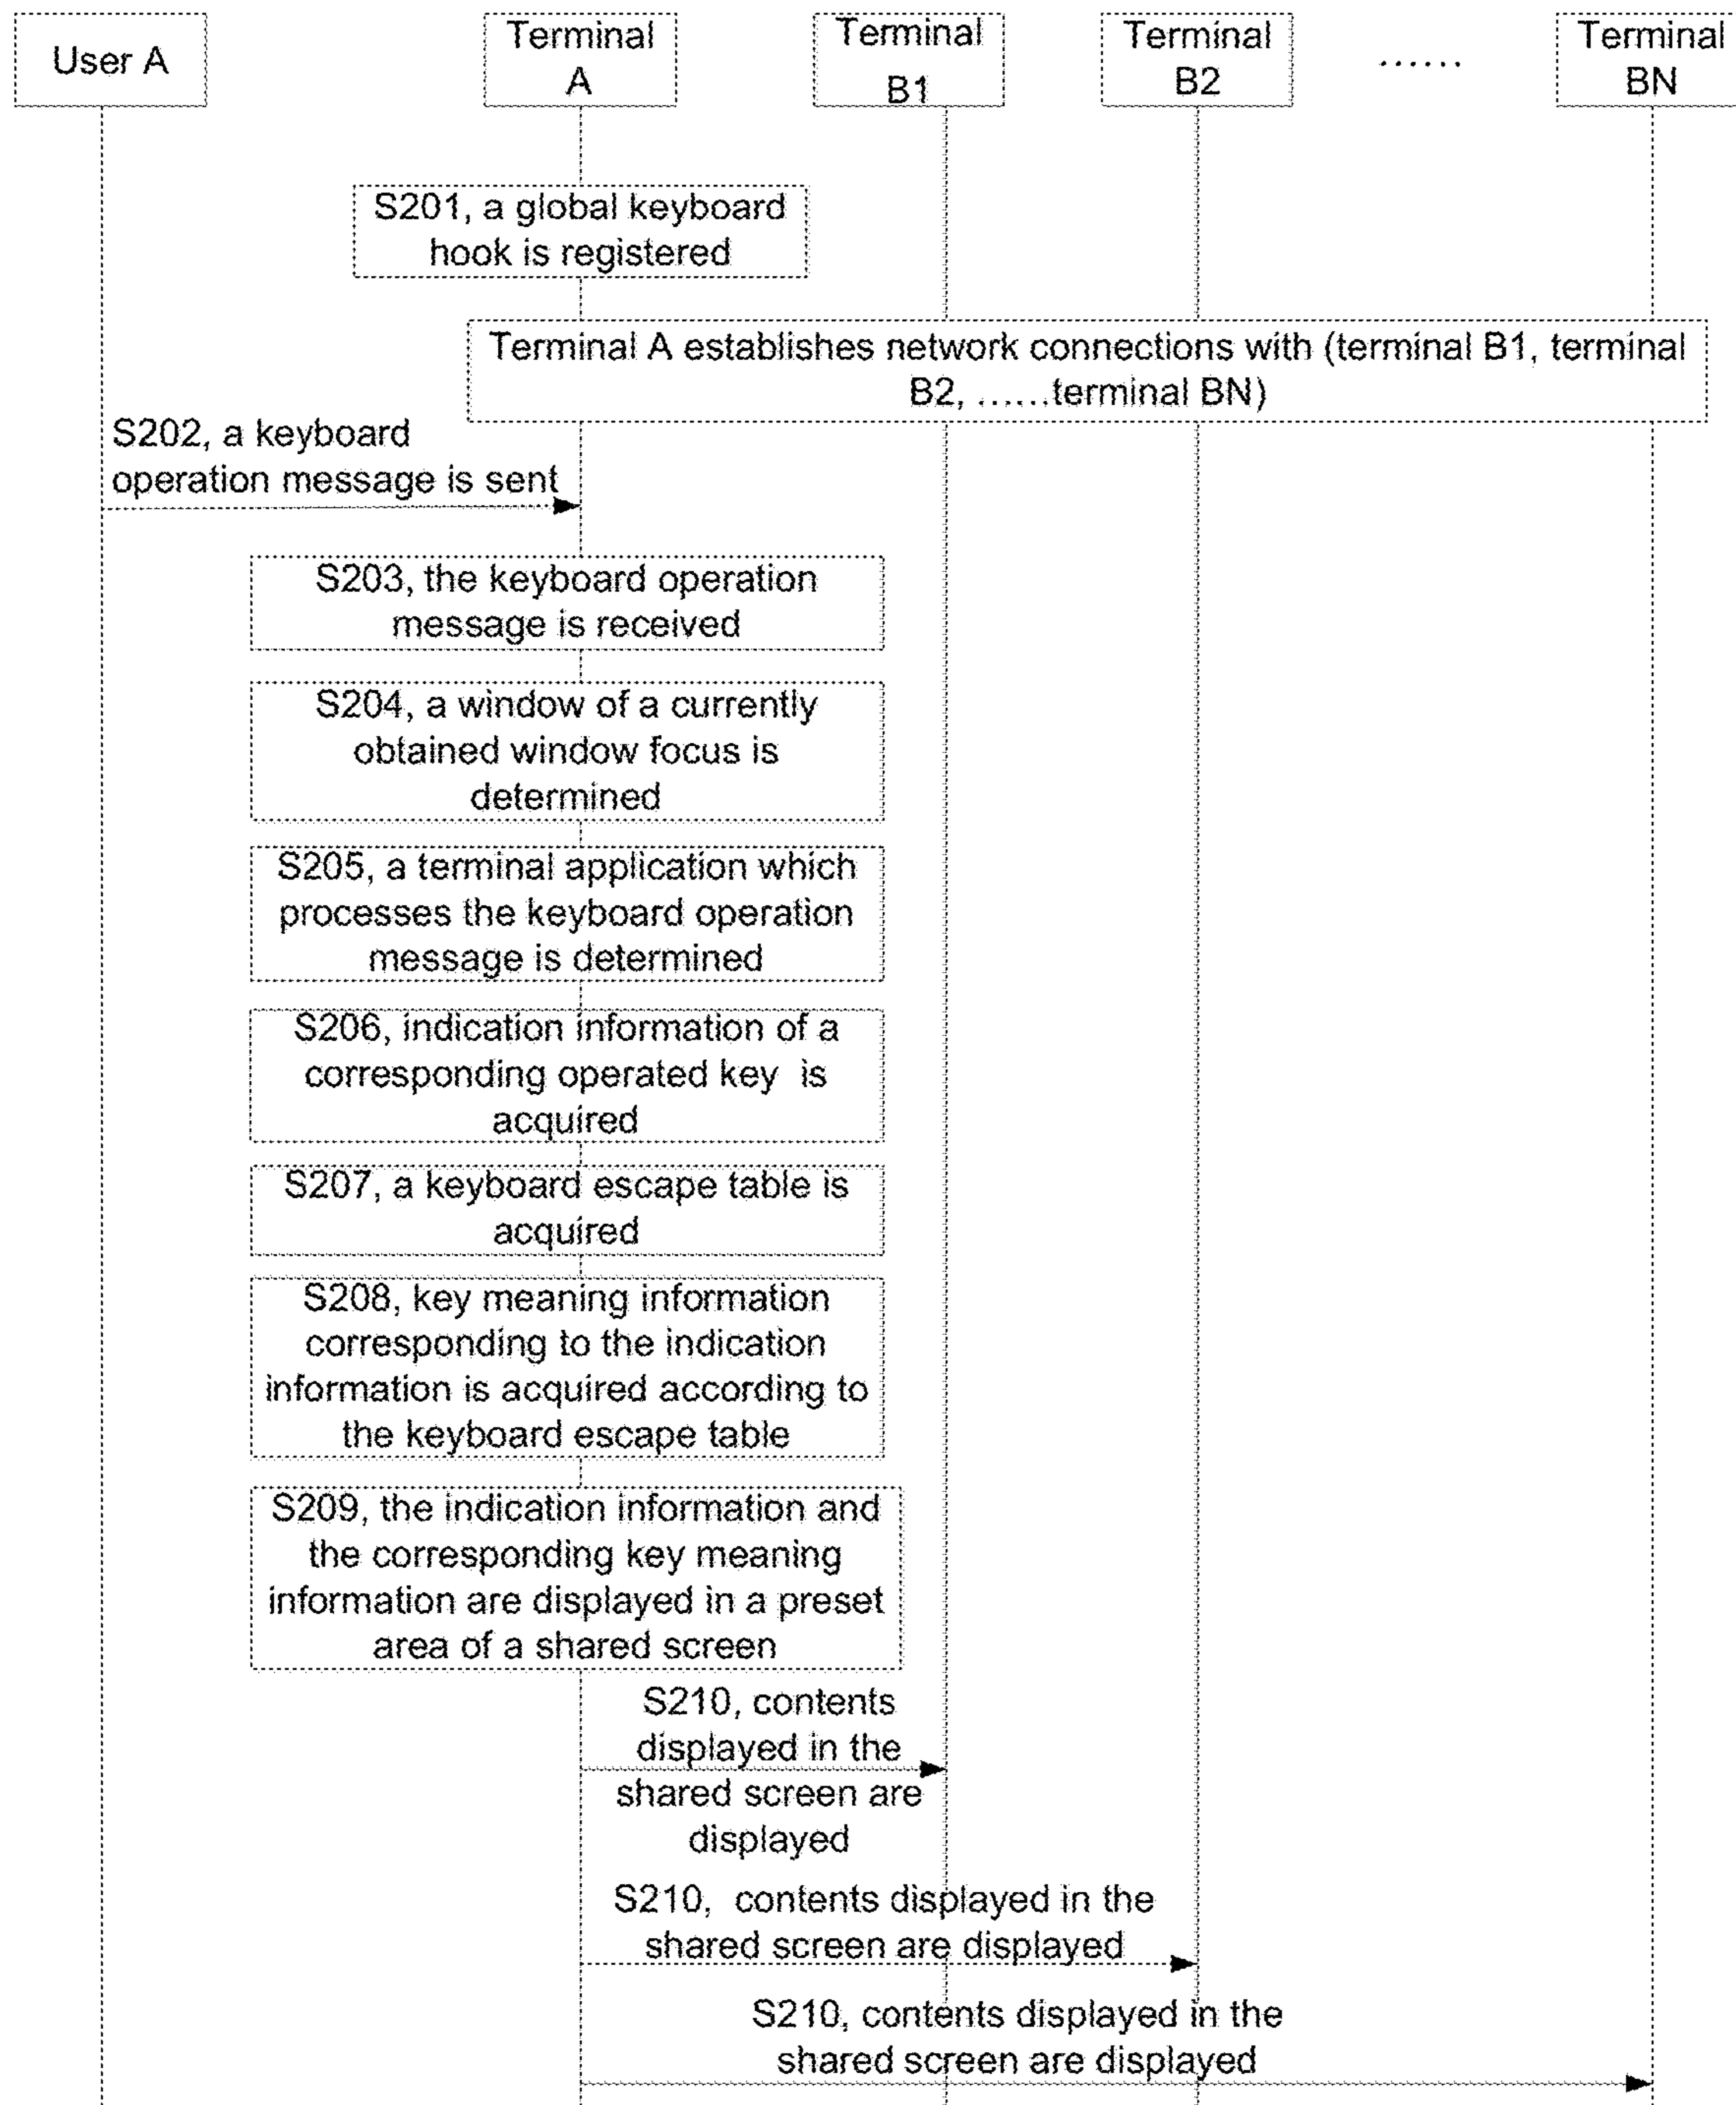 User A
Terminal
A
Terminal
B1
Terminal
B2
......
Terminal
BN
S201, a global keyboard
hook is registered
Terminal A establishes network connections with (terminal B1, terminal
B2, ......terminal BN)
S202, a keyboard
operation message is sent
S203, the keyboard operation
message is received
S204, a window of a currently
obtained window focus is
determined
S205, a terminal application which
processes the keyboard operation
message is determined
S206, indication information of a
corresponding operated key is
acquired
S207, a keyboard escape table is
acquired
S208, key meaning information
corresponding to the indication
information is acquired according to
the keyboard escape table
S209, the indication information and
the corresponding key meaning
information are displayed in a preset
area of a shared screen
S210, contents
displayed in the
shared screen are
displayed
S210, contents displayed in the
shared screen are displayed
S210, contents displayed in the
shared screen are displayed